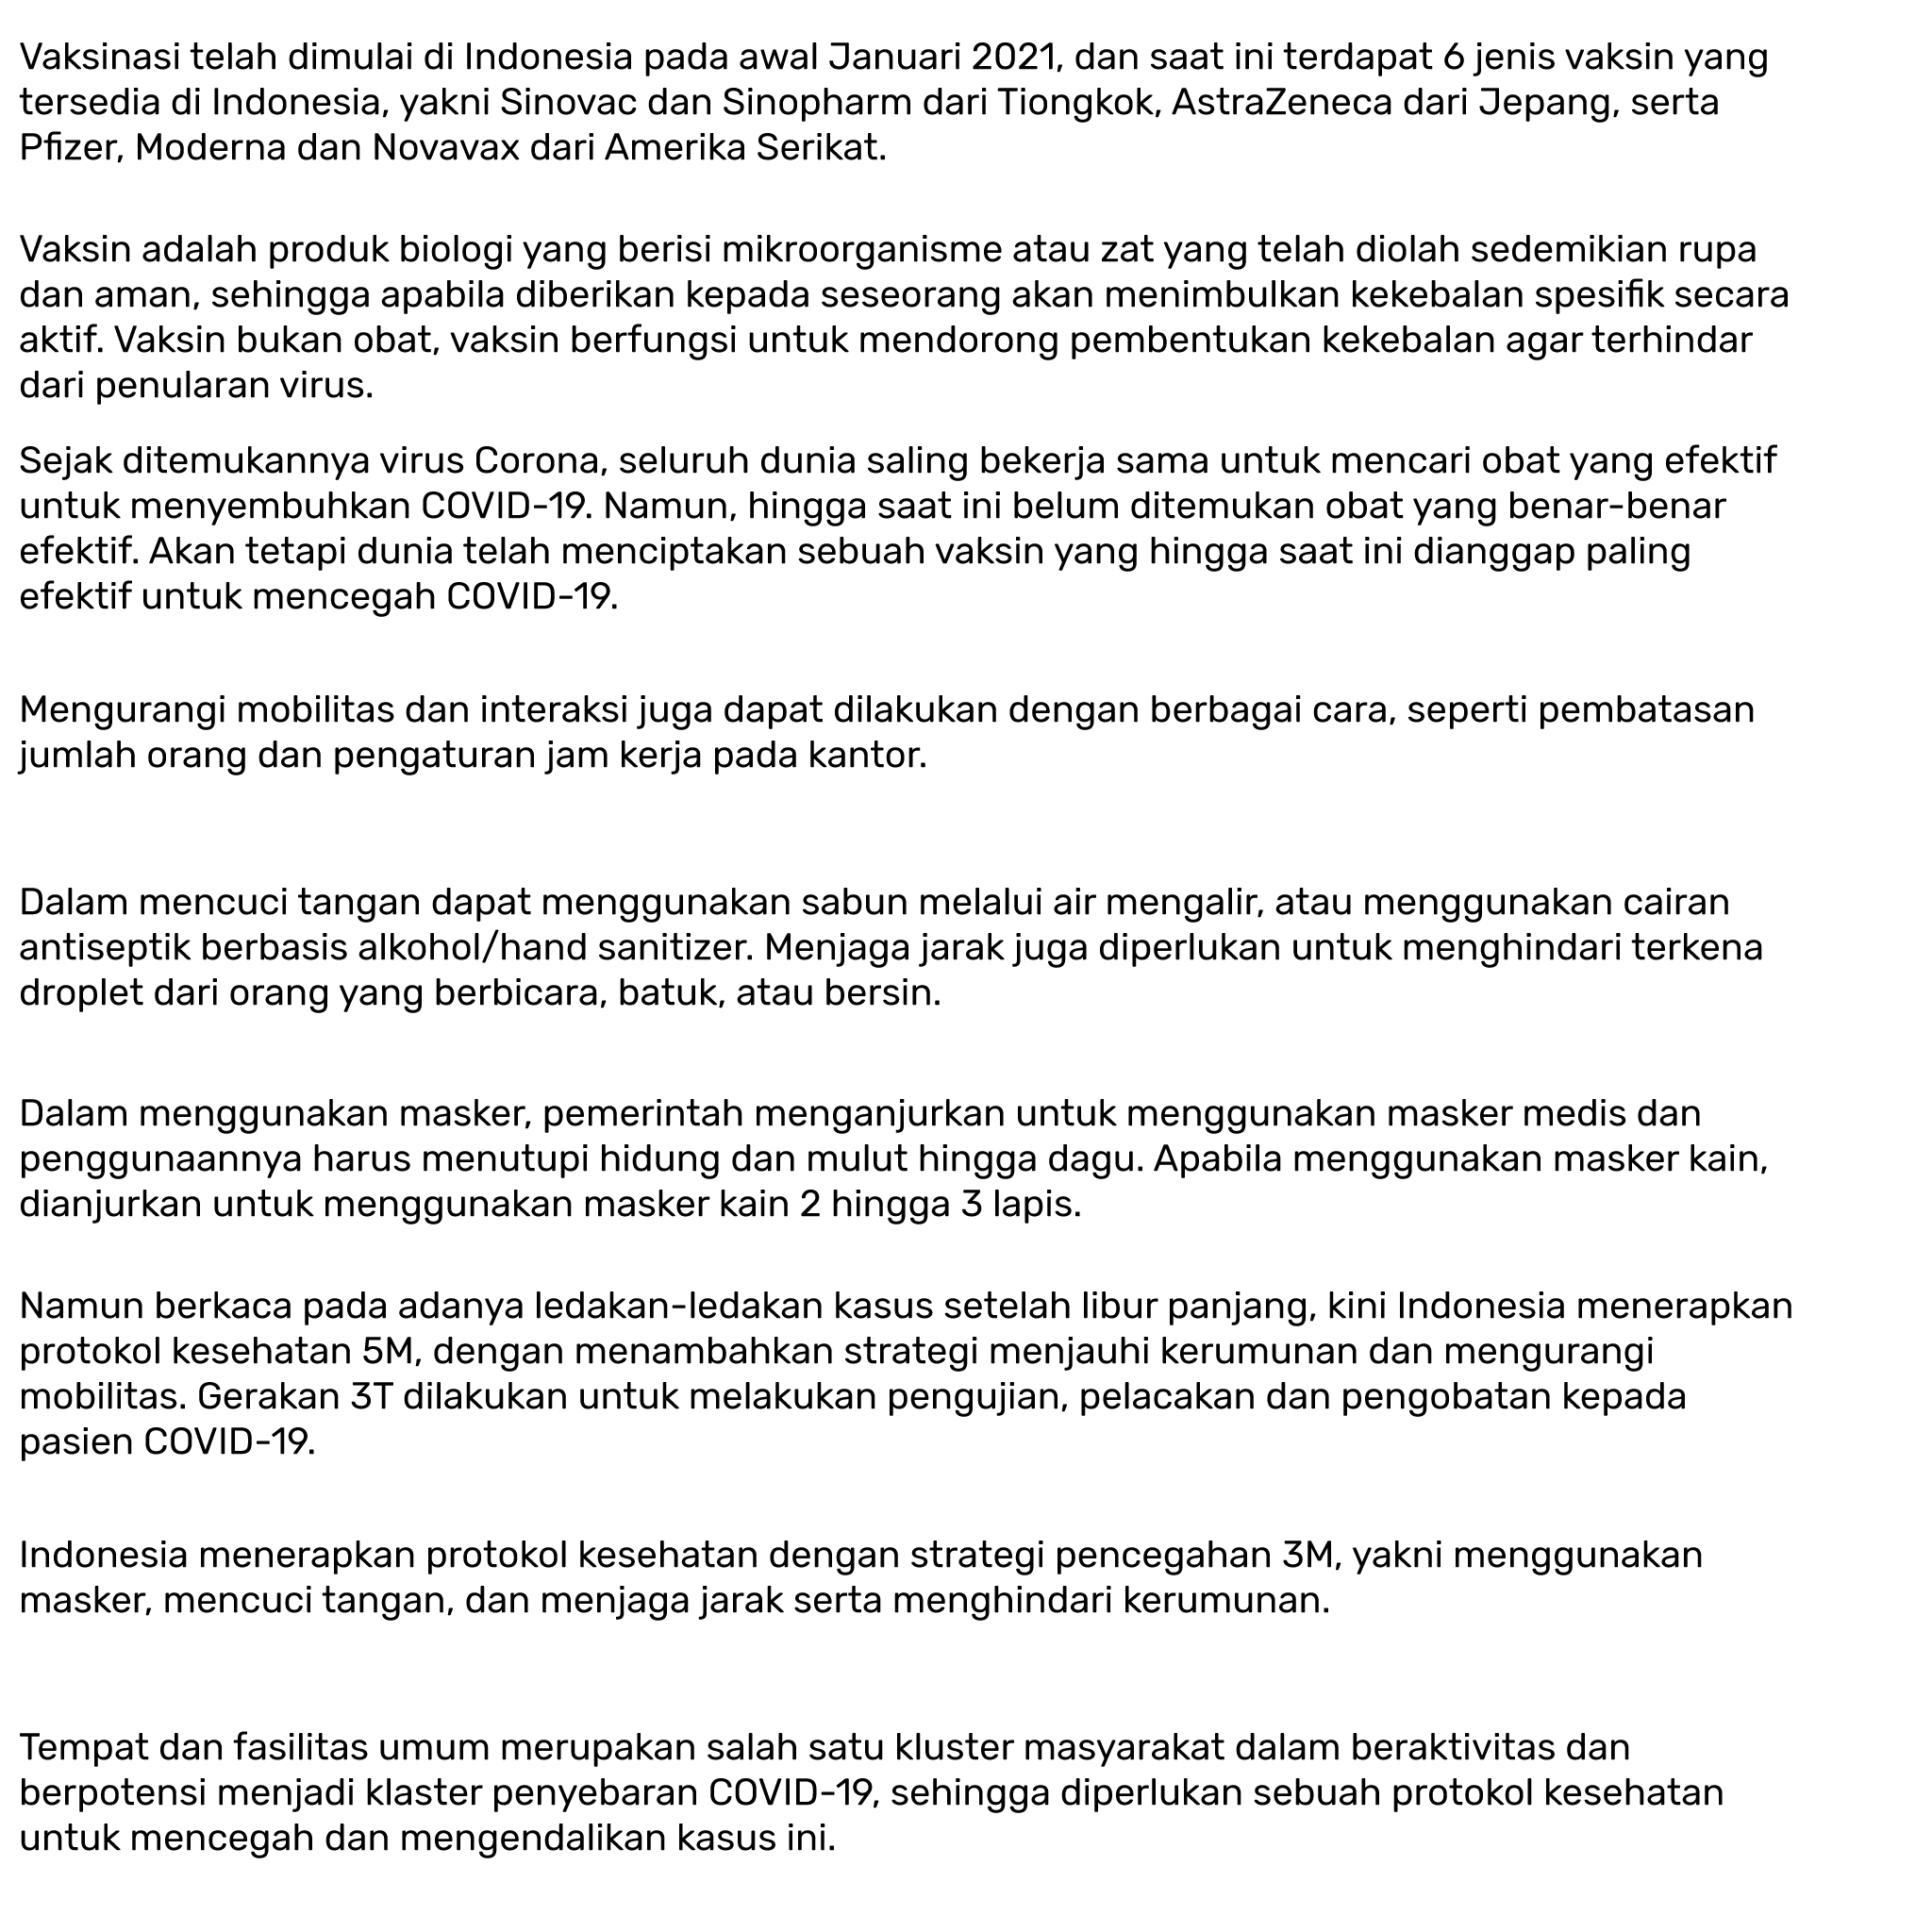 Vaksinasi telah dimulai di Indonesia pada awal Januari 2021, dan saat ini terdapat 6 jenis vaksin yang
tersedia di Indonesia, yakni Sinovac dan Sinopharm dari Tiongkok, AstraZeneca dari Jepang, serta
Pfizer, Moderna dan Novavax dari Amerika Serikat.
Vaksin adalah produk biologi yang berisi mikroorganisme atau zat yang telah diolah sedemikian rupa
dan aman, sehingga apabila diberikan kepada seseorang akan menimbulkan kekebalan spesifik secara
aktif. Vaksin bukan obat, vaksin berfungsi untuk mendorong pembentukan kekebalan agar terhindar
dari penularan virus.
Sejak ditemukannya virus Corona, seluruh dunia saling bekerja sama untuk mencari obat yang efektif
untuk menyembuhkan COVID-19. Namun, hingga saat ini belum ditemukan obat yang benar-benar
efektif. Akan tetapi dunia telah menciptakan sebuah vaksin yang hingga saat ini dianggap paling
efektif untuk mencegah COVID-19.
Mengurangi mobilitas dan interaksi juga dapat dilakukan dengan berbagai cara, seperti pembatasan
jumlah orang dan pengaturan jam kerja pada kantor.
Dalam mencuci tangan dapat menggunakan sabun melalui air mengalir, atau menggunakan cairan
antiseptik berbasis alkohol/hand sanitizer. Menjaga jarak juga diperlukan untuk menghindari terkena
droplet dari orang yang berbicara, batuk, atau bersin.
Dalam menggunakan masker, pemerintah menganjurkan untuk menggunakan masker medis dan
penggunaannya harus menutupi hidung dan mulut hingga dagu. Apabila menggunakan masker kain,
dianjurkan untuk menggunakan masker kain 2 hingga 3 lapis.
Namun berkaca pada adanya ledakan-ledakan kasus setelah libur panjang, kini Indonesia menerapkan
protokol kesehatan 5M, dengan menambahkan strategi menjauhi kerumunan dan mengurangi
mobilitas. Gerakan 3T dilakukan untuk melakukan pengujian, pelacakan dan pengobatan kepada
pasien COVID-19.
Indonesia menerapkan protokol kesehatan dengan strategi pencegahan 3M, yakni menggunakan
masker, mencuci tangan, dan menjaga jarak serta menghindari kerumunan.
Tempat dan fasilitas umum merupakan salah satu kluster masyarakat dalam beraktivitas dan
berpotensi menjadi klaster penyebaran COVID-19, sehingga diperlukan sebuah protokol kesehatan
untuk mencegah dan mengendalikan kasus ini.